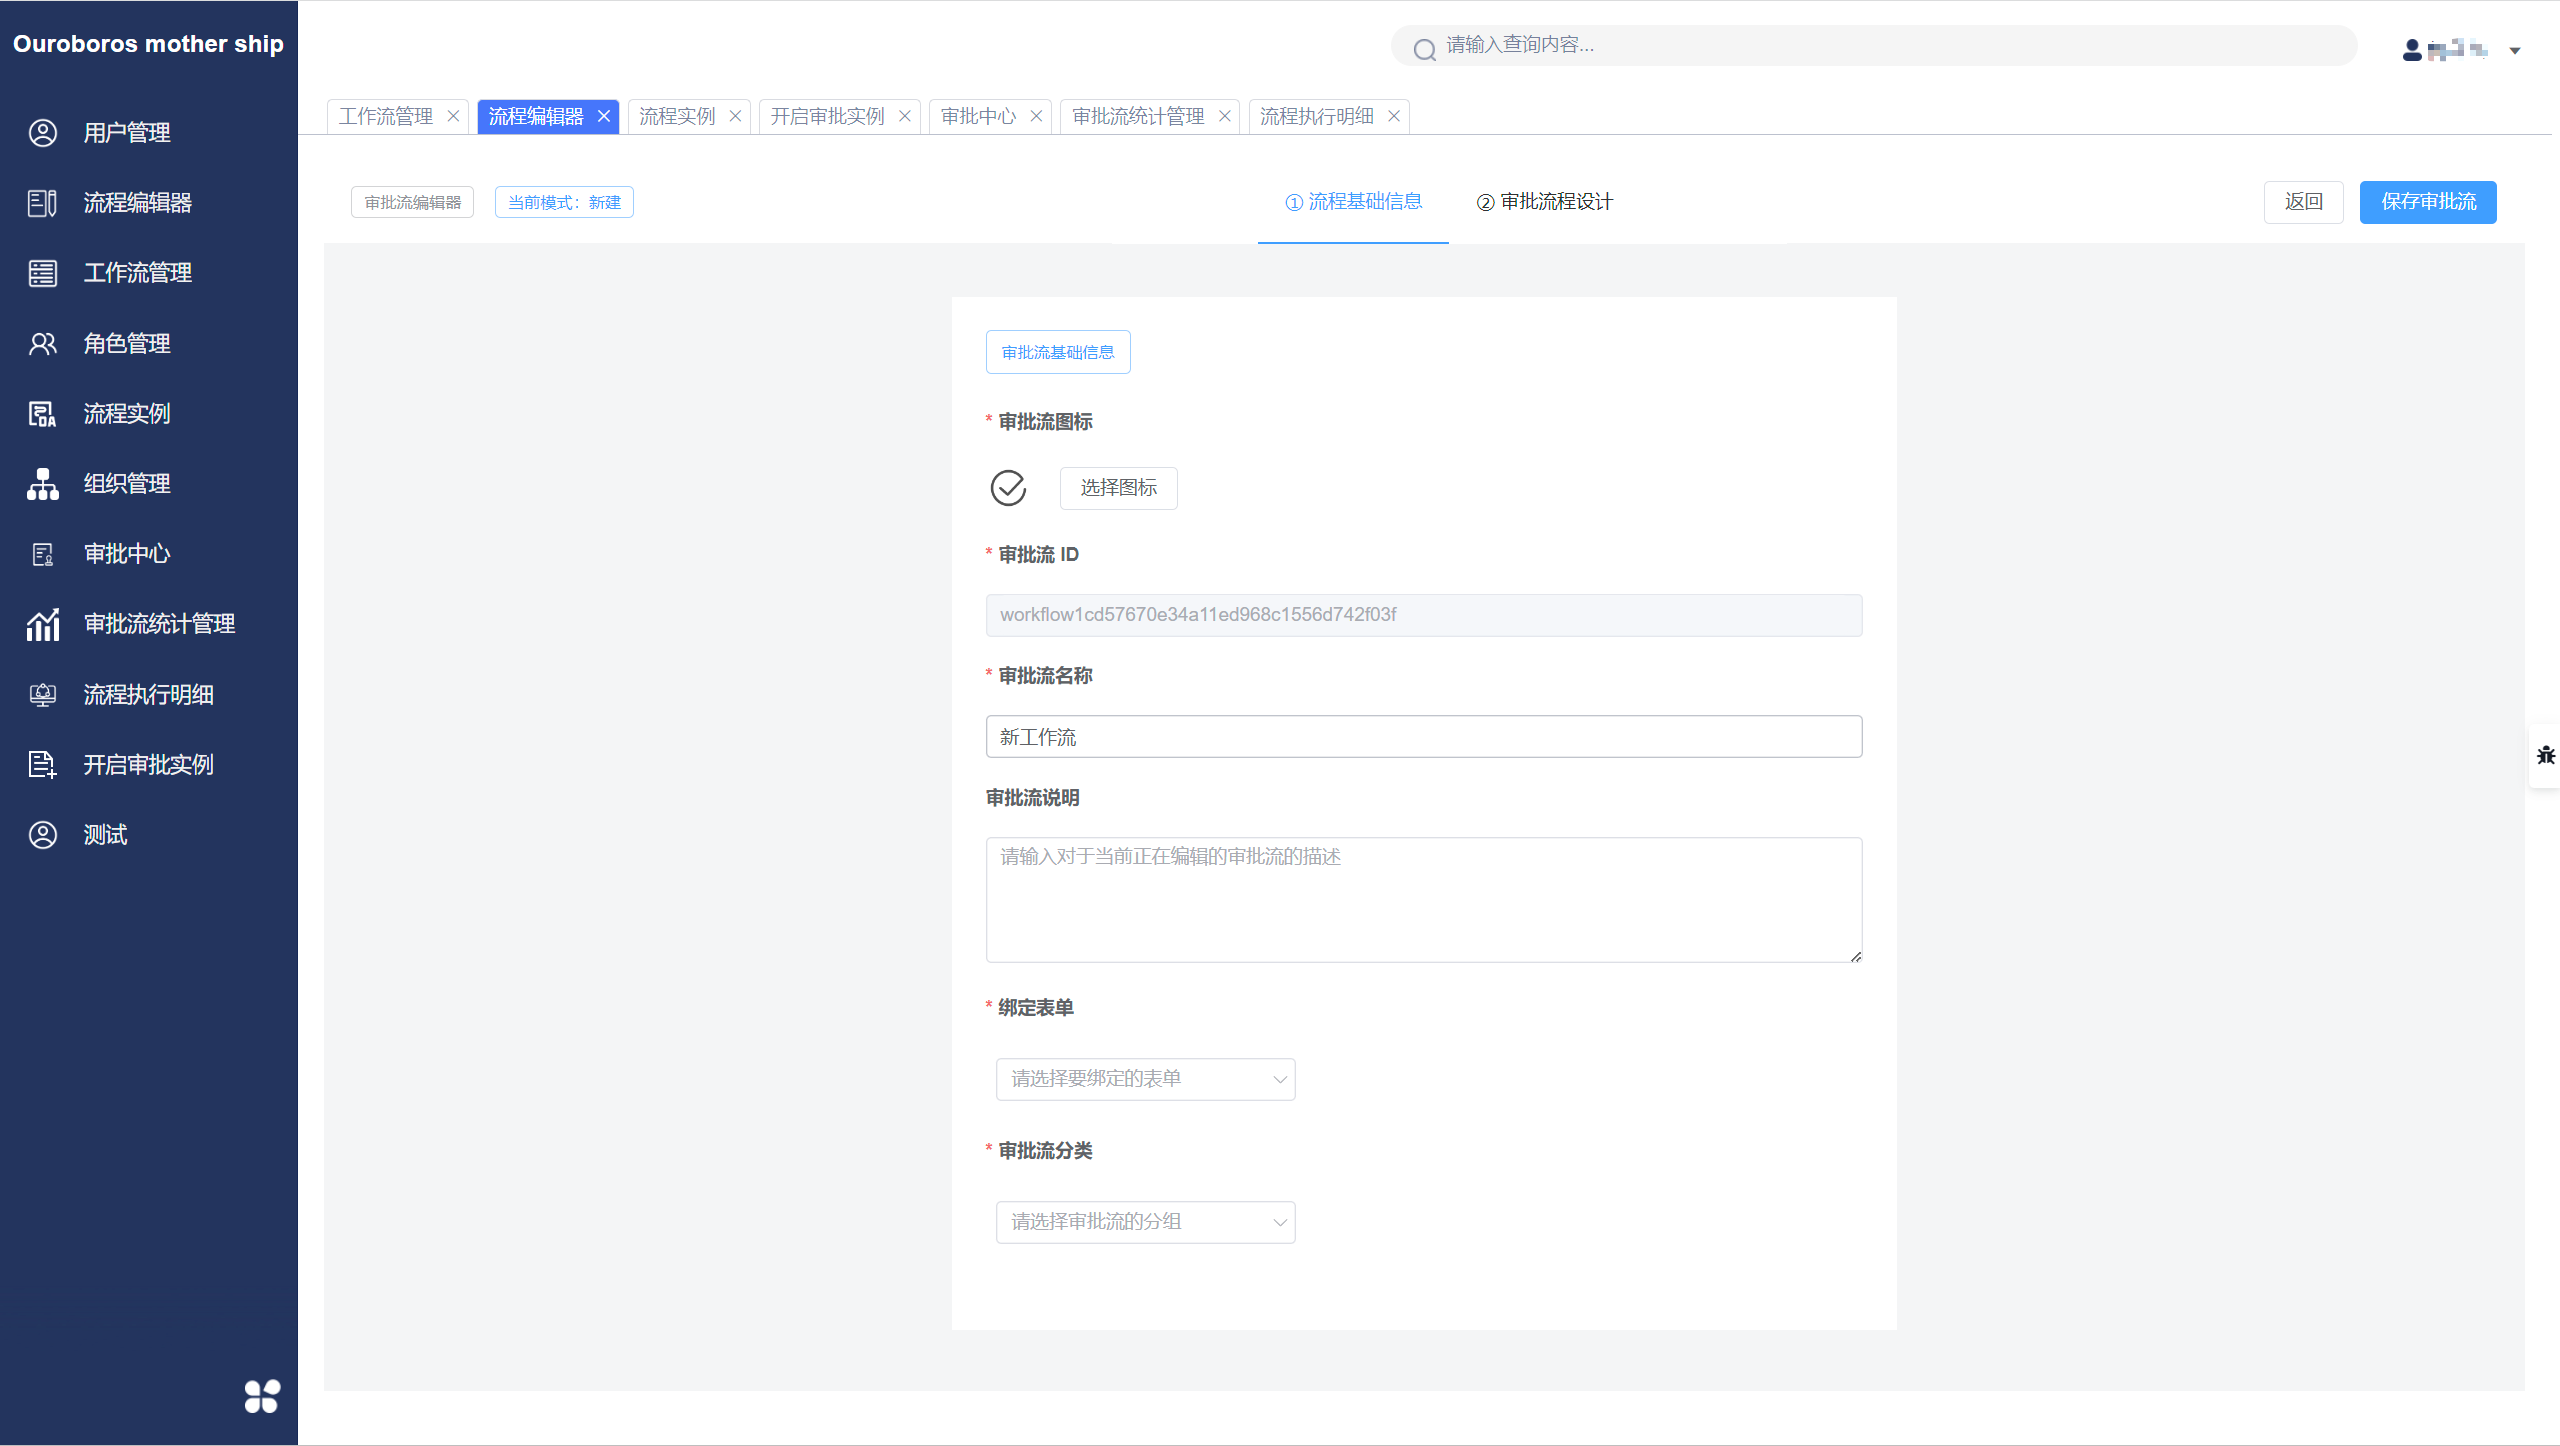 Ouroboros mother ship
请输入查询内容...
用户管理
流程编辑器
工作流管理
角色管理
流程实例
组织管理
审批中心
审批流统计管理
流程执行明细
开启审批实例
测试
工作流管理
流程编辑器
流程实例
开启审批实例
审批中心
审批流统计管理
流程执行明细
审批流编辑器
当前模式：新建
① 流程基础信息
② 审批流程设计
返回
保存审批流
审批流基础信息
* 审批流图标
选择图标
* 审批流 ID
workflow1cd57670e34a11ed968c1556d742f03f
* 审批流名称
新工作流
审批流说明
请输入对于当前正在编辑的审批流的描述
* 绑定表单
请选择要绑定的表单
* 审批流分类
请选择审批流的分组